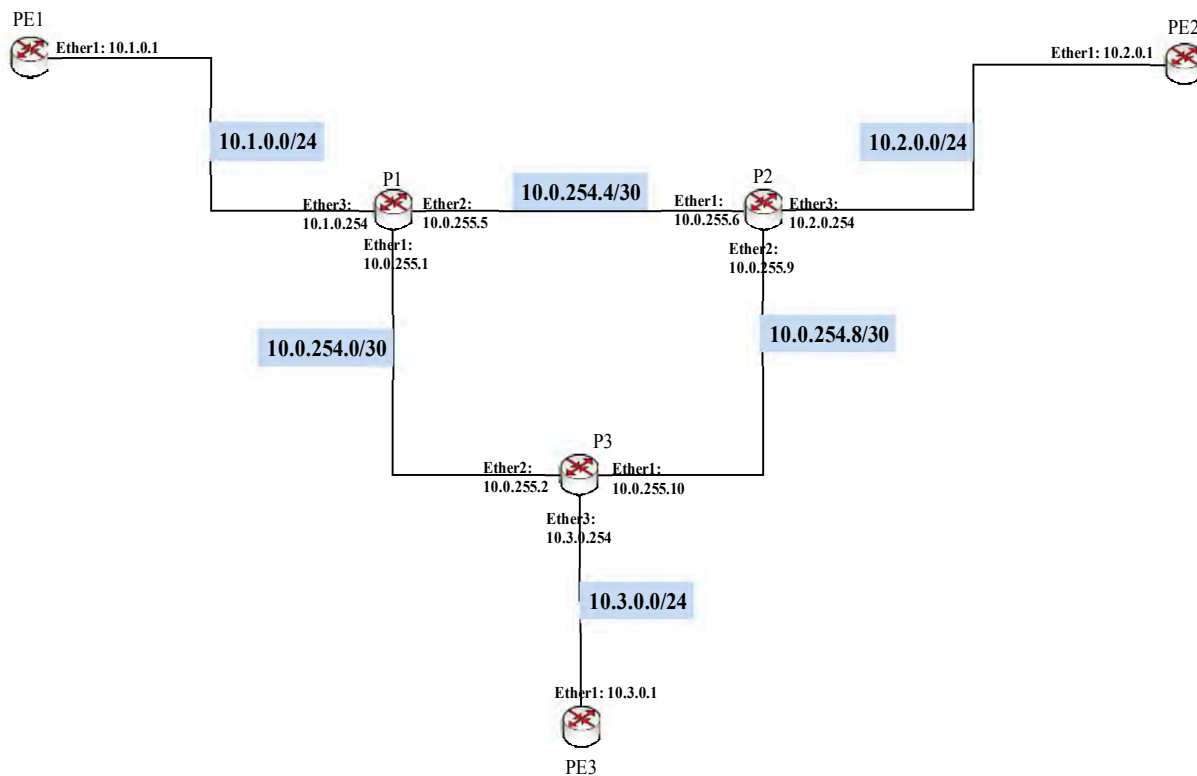 PE1
Ether1: 10.1.0.1
PE2
Ether1: 10.2.0.1
10.1.0.0/24
10.2.0.0/24
P1
10.0.254.4/30
P2
Ether3:
10.1.0.254
Ether2:
10.0.255.5
Ether1:
10.0.255.6
Ether3:
10.2.0.254
Ether1:
10.0.255.1
Ether2:
10.0.255.9
10.0.254.0/30
10.0.254.8/30
P3
Ether2:
10.0.255.2
Ether1:
10.0.255.10
Ether3:
10.3.0.254
10.3.0.0/24
Ether1: 10.3.0.1
PE3